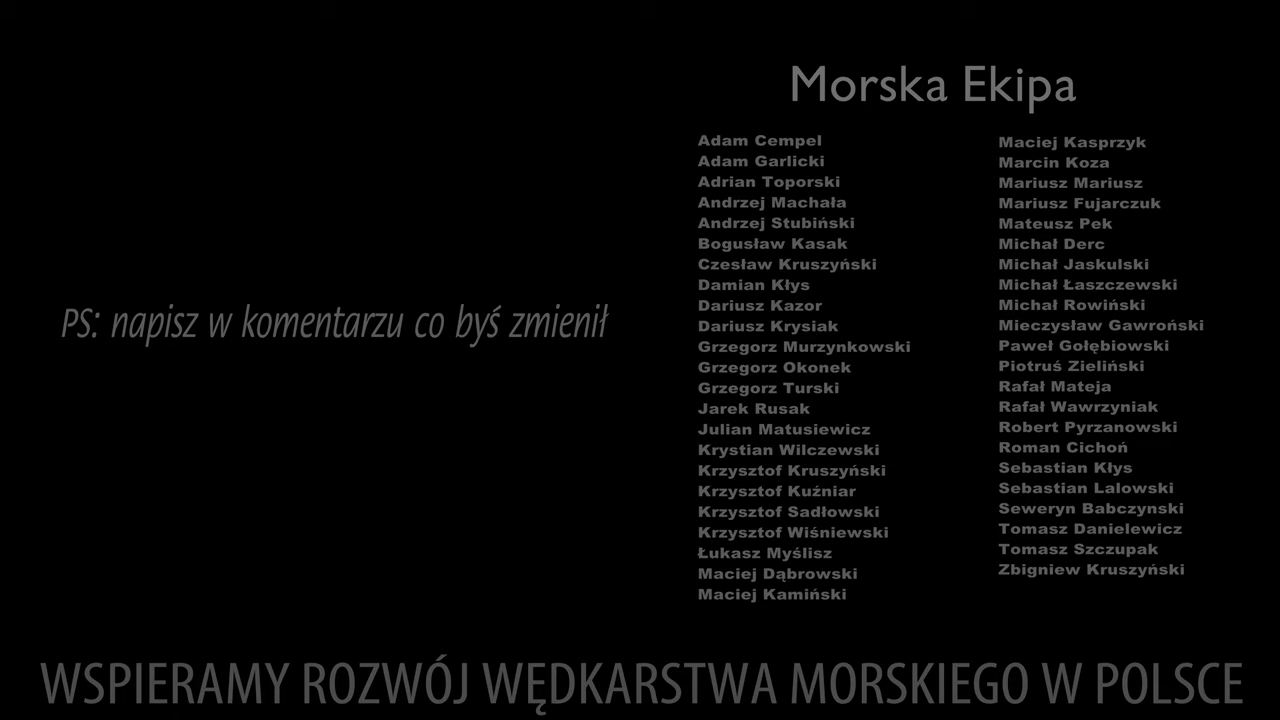 Morska Ekipa
Adam Cempel
Adam Garlicki
Adrian Toporski
Andrzej Machała
Andrzej Stubiński
Bogusław Kasak
Czesław Kruszyński
Damian Kłys
Dariusz Kazor
Dariusz Krysiak
Grzegorz Murzynkowski
Grzegorz Okonek
Grzegorz Turski
Jarek Rusak
Julian Matusiewicz
Krystian Wilczewski
Krzysztof Kruszyński
Krzysztof Kuźniar
Krzysztof Sadłowski
Krzysztof Wiśniewski
Łukasz Myślisz
Maciej Dąbrowski
Maciej Kamiński
Maciej Kasprzyk
Marcin Koza
Mariusz Mariusz
Mariusz Fujarczuk
Mateusz Pek
Michał Derc
Michał Jaskulski
Michał Łaszczewski
Michał Rowiński
Mieczysław Gawroński
Paweł Gołębiowski
Piotruś Zieliński
Rafał Mateja
Rafał Wawrzyniak
Robert Pyrzanowski
Roman Cichoń
Sebastian Kłys
Sebastian Lalowski
Seweryn Babczynski
Tomasz Danielewicz
Tomasz Szczupak
Zbigniew Kruszyński
PS: napisz w komentarzu co byś zmienił
WSPIERAMY ROZWÓJ WĘDKARSTWA MORSKIEGO W POLSCE